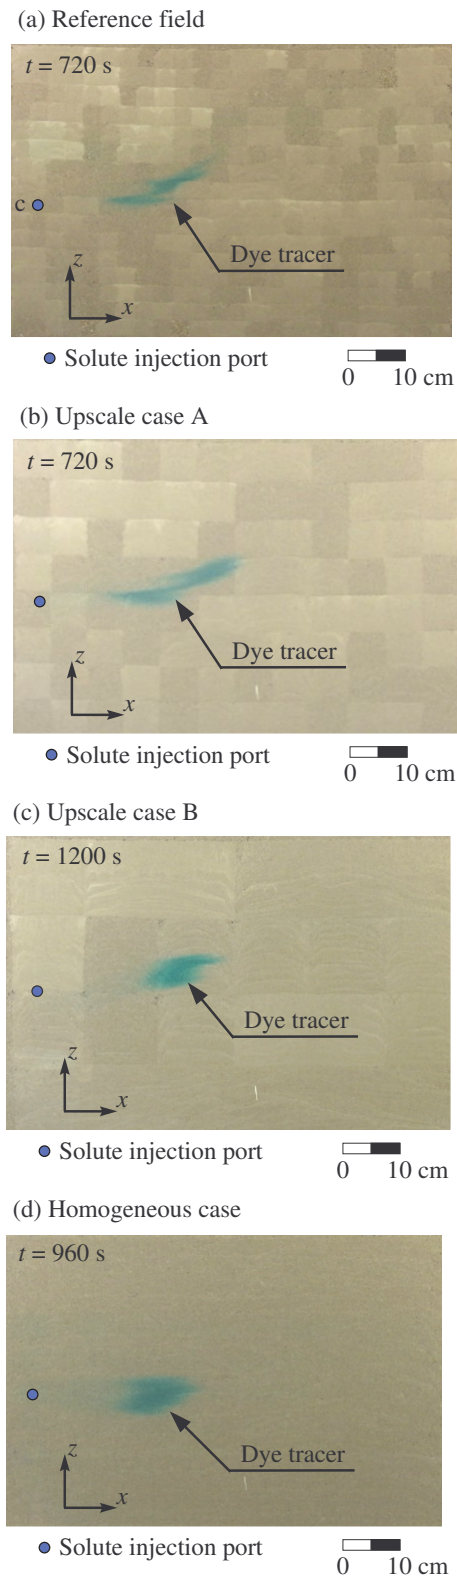 (a) Reference field
t = 720 s
c
Dye tracer
z
x
Solute injection port
0 10 cm
(b) Upscale case A
t = 720 s
Dye tracer
z
x
Solute injection port
0 10 cm
(c) Upscale case B
t = 1200 s
Dye tracer
z
x
Solute injection port
0 10 cm
(d) Homogeneous case
t = 960 s
Dye tracer
z
x
Solute injection port
0 10 cm